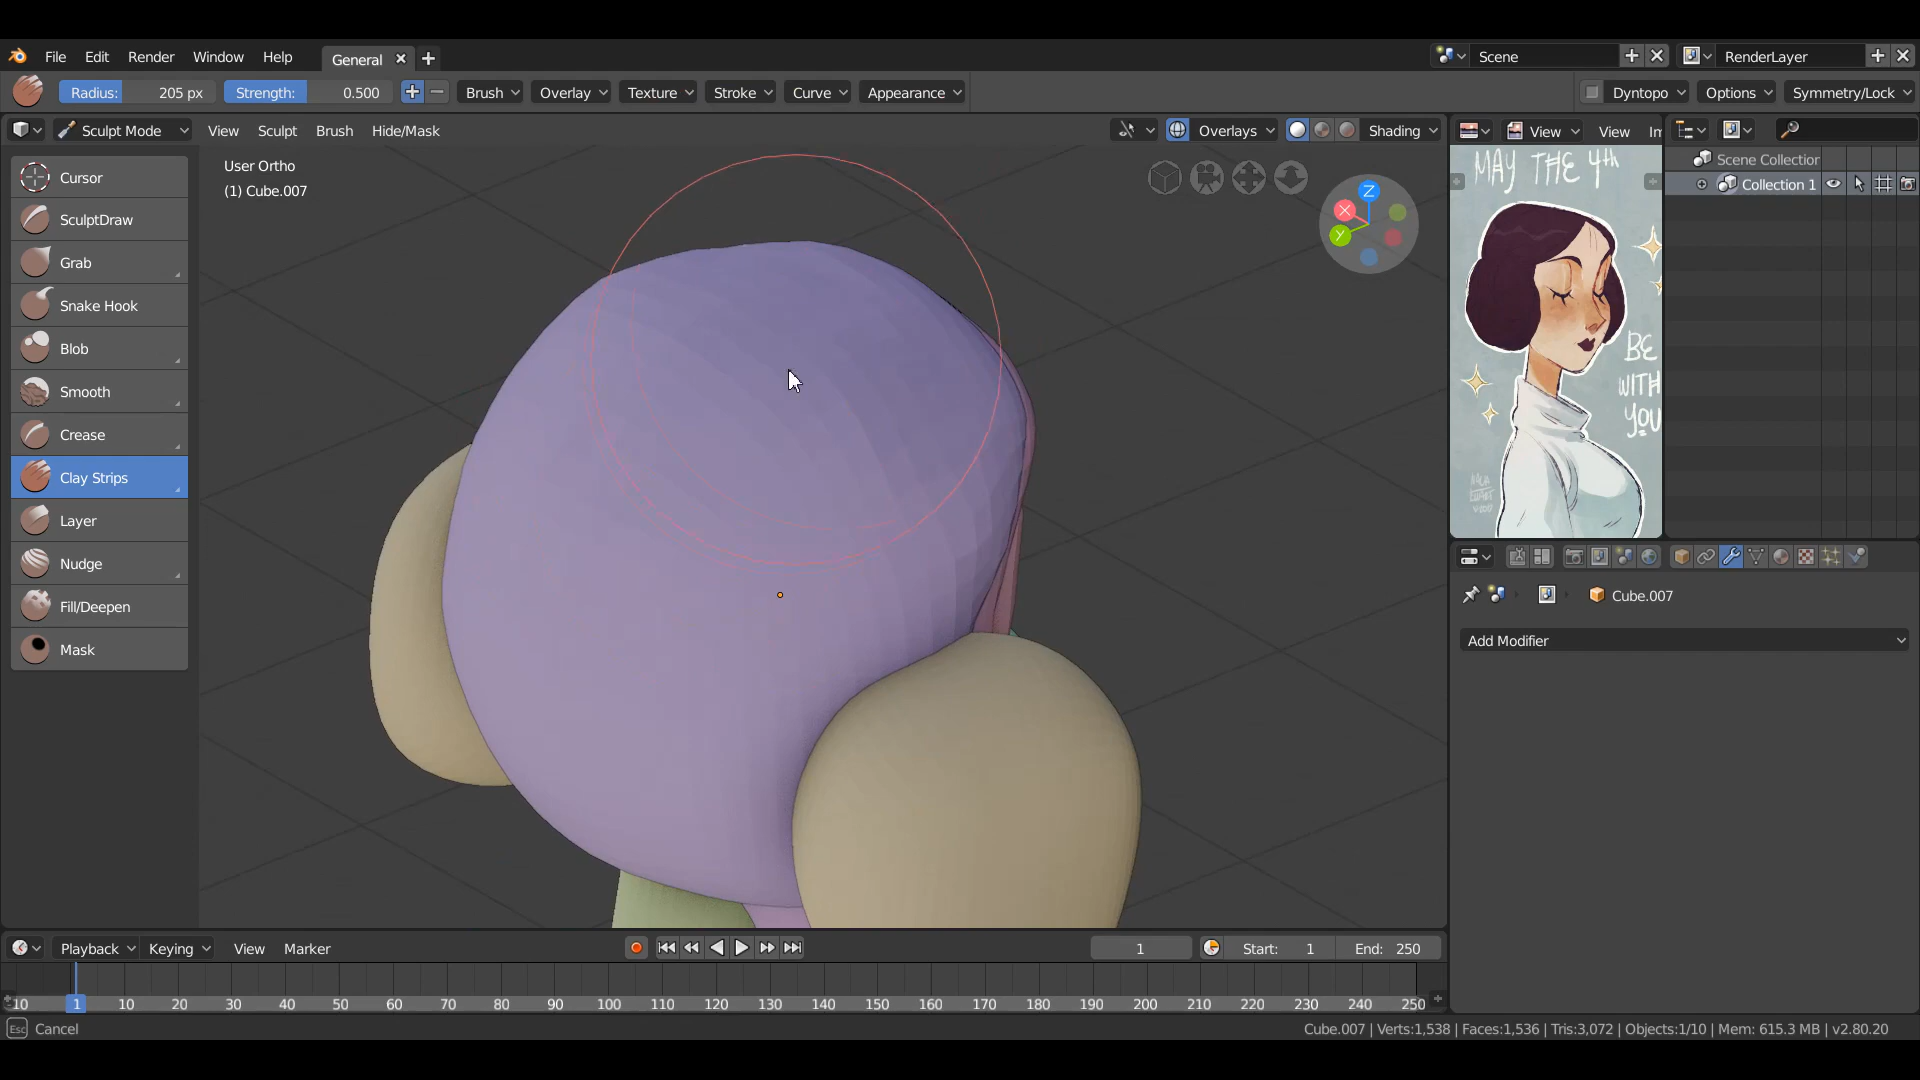 File Edit Render Window Help General Scene RenderLayer
Radius: 205 px Strength: 0.500 Brush Overlay Texture Stroke Curve Appearance Dyntopo Options Symmetry/Lock
Sculpt Mode View Sculpt Brush Hide/Mask Overlays Shading View View Im
User Ortho
(1) Cube.007
Cursor
SculptDraw
Grab
Snake Hook
Blob
Smooth
Crease
Clay Strips
Layer
Nudge
Fill/Deepen
Mask
X
Y
Z
MAY THE 4th
BE
WITH
YOU
Scene Collection
Collection 1
Cube.007
Add Modifier
Playback Keying View Marker 1 Start: 1 End: 250
-10 1 10 20 30 40 50 60 70 80 90 100 110 120 130 140 150 160 170 180 190 200 210 220 230 240 250
Esc Cancel
Cube.007 | Verts:1,538 | Faces:1,536 | Tris:3,072 | Objects:1/10 | Mem: 615.3 MB | v2.80.20